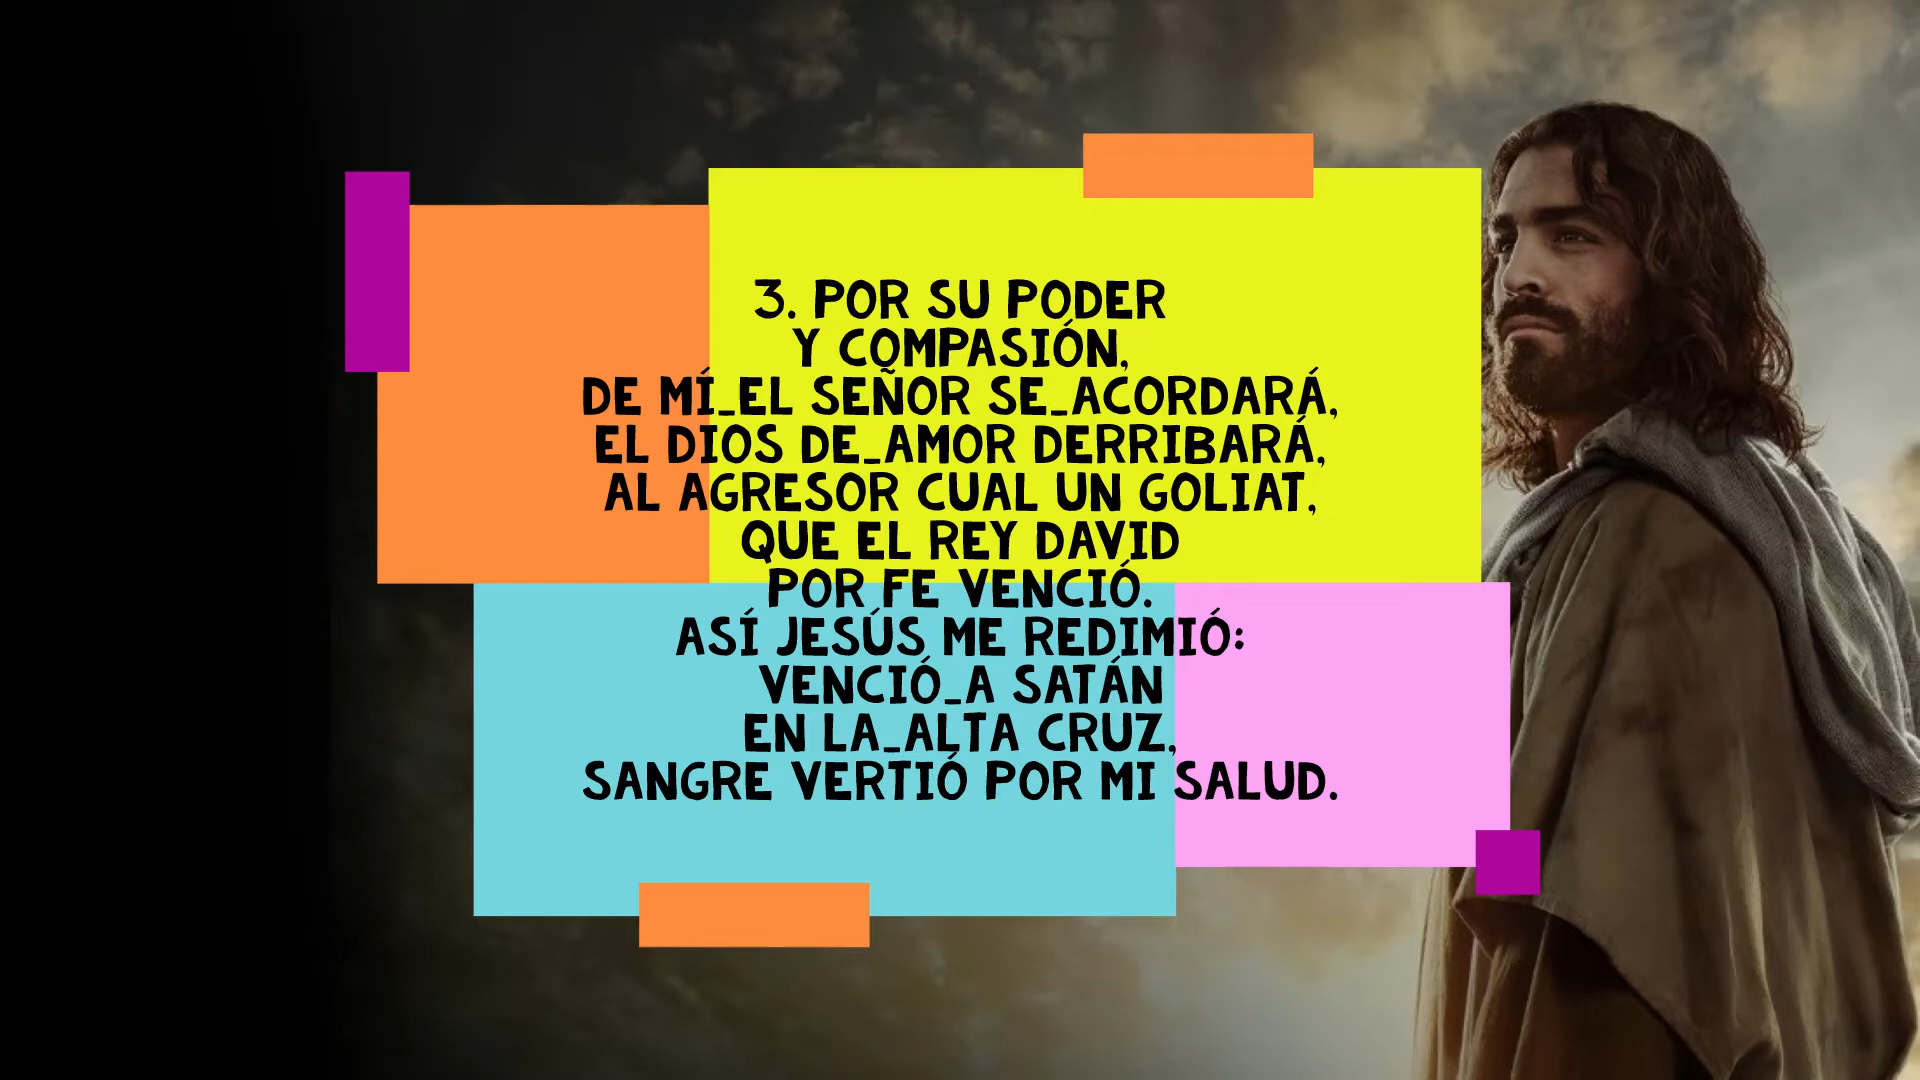 3. POR SU PODER
Y COMPASIÓN,
DE MÍ_EL SEÑOR SE_ACORDARÁ,
EL DIOS DE_AMOR DERRIBARÁ,
AL AGRESOR CUAL UN GOLIAT,
QUE EL REY DAVID
POR FE VENCIÓ.
ASÍ JESÚS ME REDIMIÓ:
VENCIÓ_A SATÁN
EN LA_ALTA CRUZ,
SANGRE VERTIÓ POR MI SALUD.